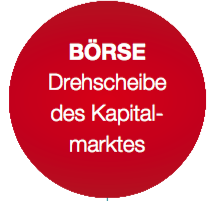 BÖRSE
Drehscheibe
des Kapital-
marktes